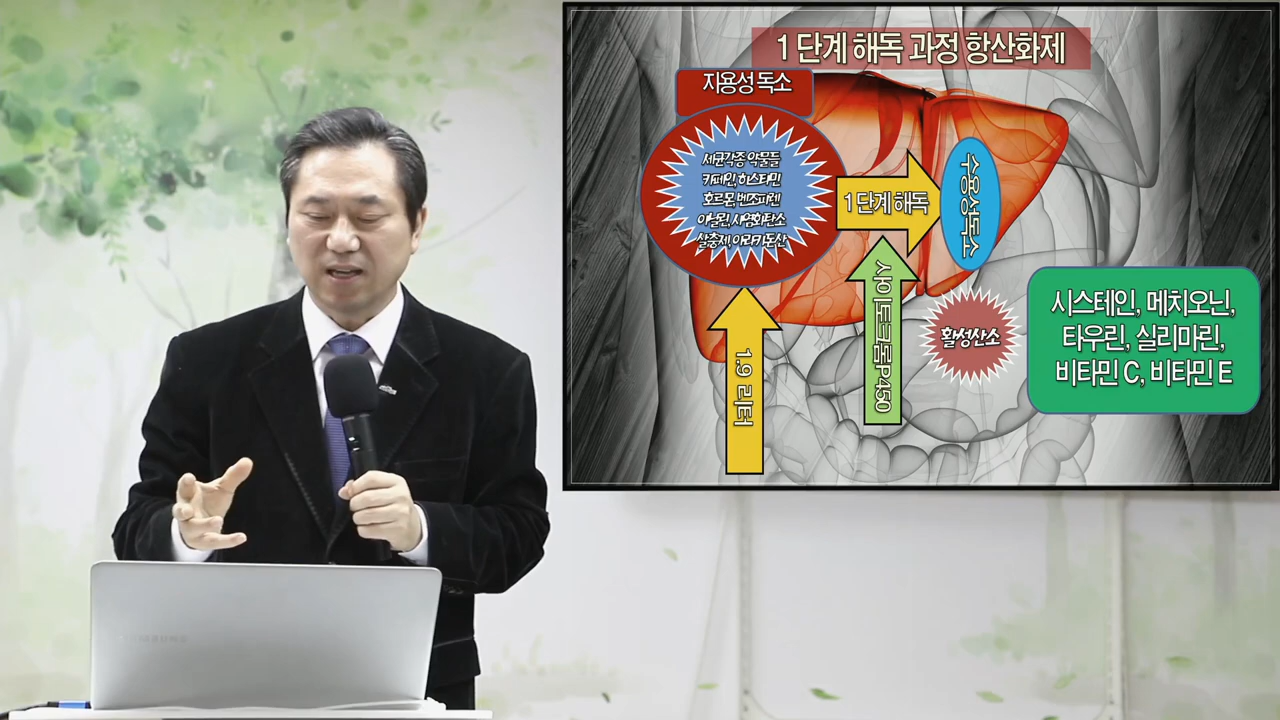 1 단계 해독 과정 항산화제
지용성 독소
세균각종 약물들
카페인, 히스타민
호르몬, 벤조피렌
아닐린, 사염화탄소
살충제, 아라키돈산
1 단계 해독
수용성독소
사이토크롬P450
1.9 리터
활성산소
시스테인, 메치오닌,
타우린, 실리마린,
비타민 C, 비타민 E